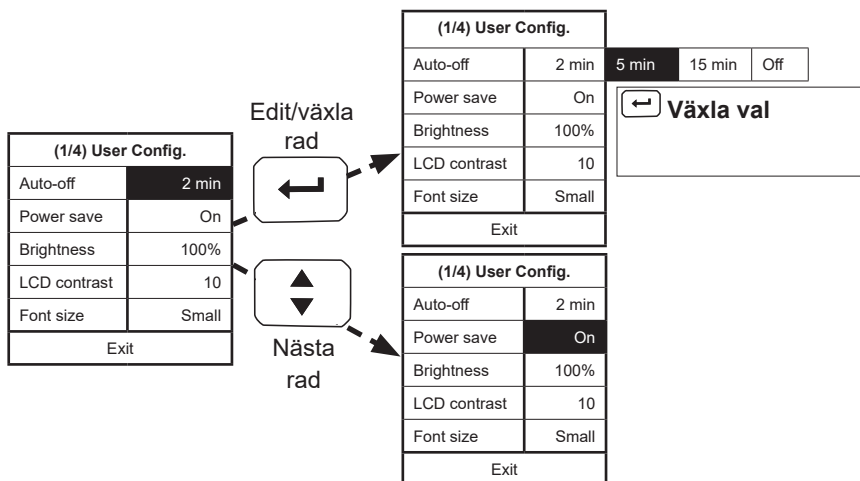 (1/4) User Config.
Auto-off 2 min
Power save On
Brightness 100%
LCD contrast 10
Font size Small
Exit
Edit/växla
rad
Nästa
rad
(1/4) User Config.
Auto-off 2 min 5 min 15 min Off
Power save On
Brightness 100%
LCD contrast 10
Font size Small
Exit
Växla val
(1/4) User Config.
Auto-off 2 min
Power save On
Brightness 100%
LCD contrast 10
Font size Small
Exit